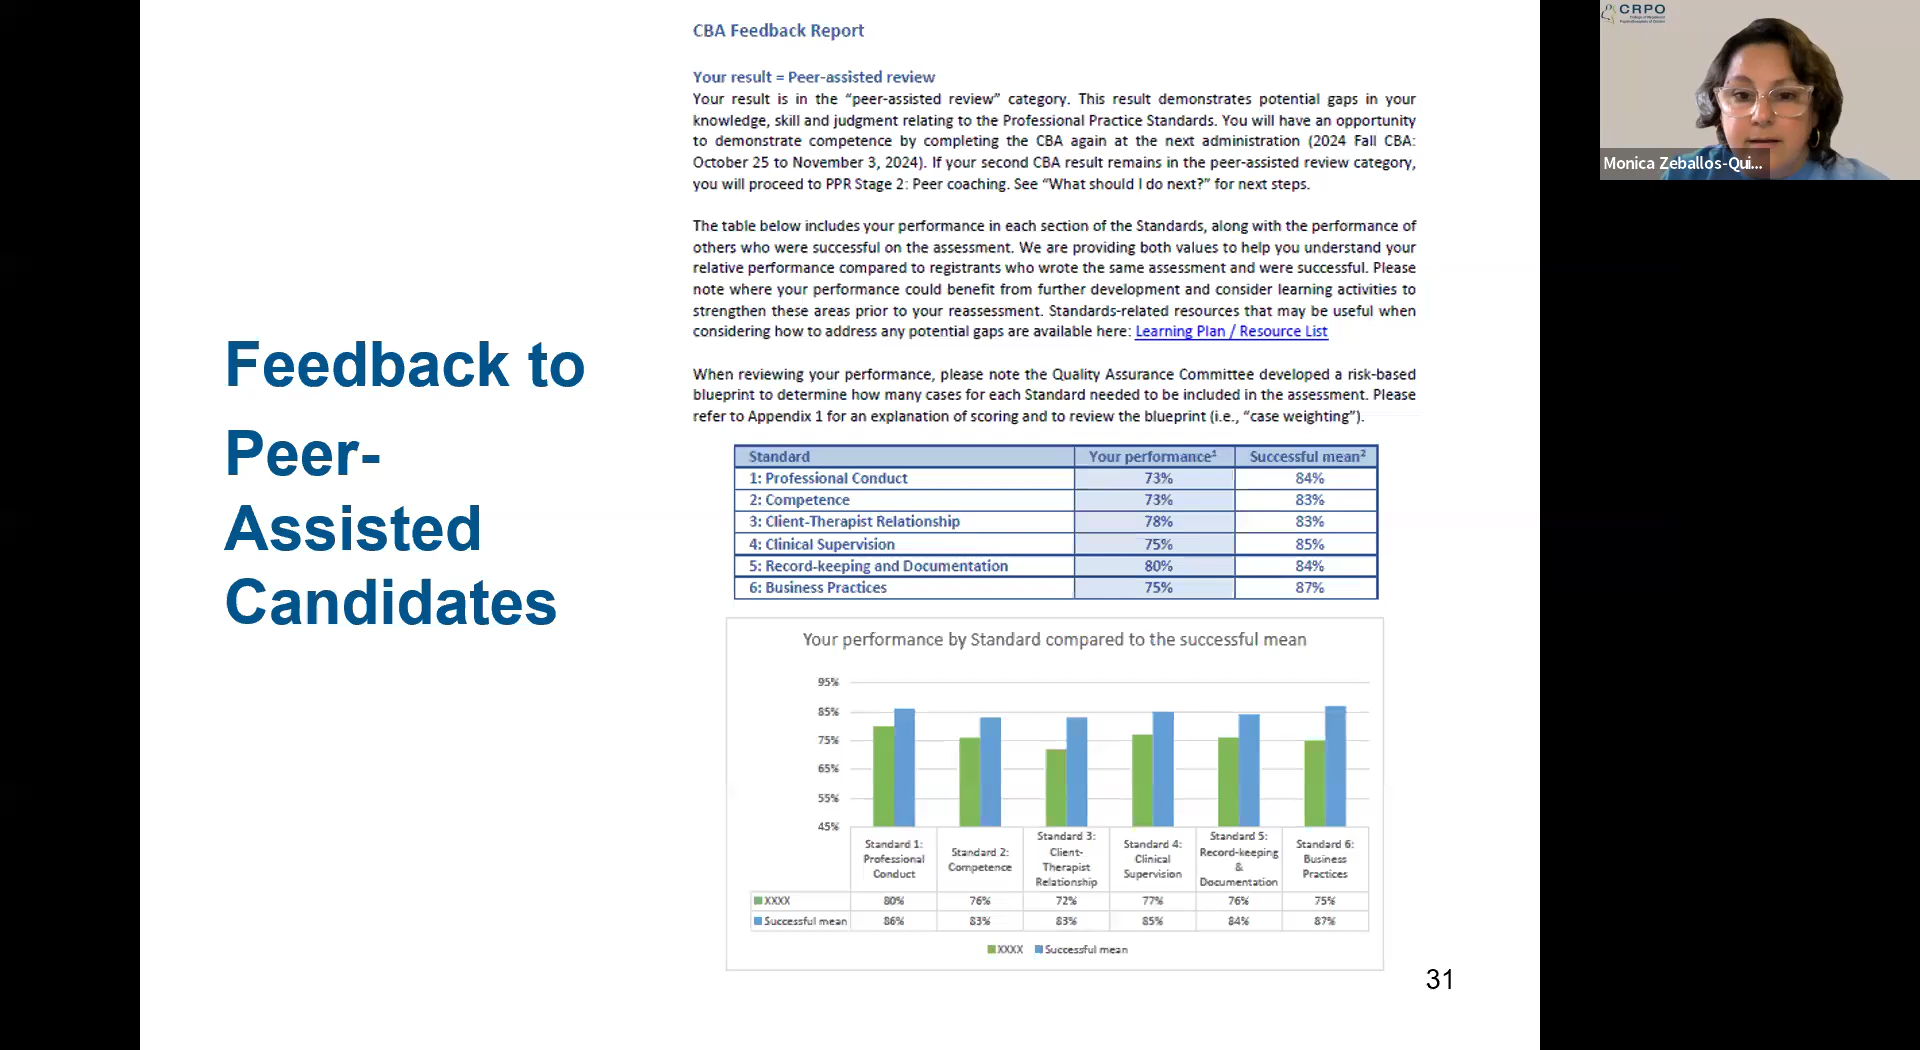 CBA Feedback Report
Your result = Peer-assisted review
Your result is in the “peer-assisted review” category. This result demonstrates potential gaps in your
knowledge, skill and judgment relating to the Professional Practice Standards. You will have an opportunity
to demonstrate competence by completing the CBA again at the next administration (2024 Fall CBA:
October 25 to November 3, 2024). If your second CBA result remains in the peer-assisted review category,
you will proceed to PPR Stage 2: Peer coaching. See “What should I do next?” for next steps.
The table below includes your performance in each section of the Standards, along with the performance of
others who were successful on the assessment. We are providing both values to help you understand your
relative performance compared to registrants who wrote the same assessment and were successful. Please
note where your performance could benefit from further development and consider learning activities to
strengthen these areas prior to your reassessment. Standards-related resources that may be useful when
considering how to address any potential gaps are available here: Learning Plan / Resource List
When reviewing your performance, please note the Quality Assurance Committee developed a risk-based
blueprint to determine how many cases for each Standard needed to be included in the assessment. Please
refer to Appendix 1 for an explanation of scoring and to review the blueprint (i.e., “case weighting”).
Feedback to
Peer-
Assisted
Candidates
Standard Your performance¹ Successful mean²
1: Professional Conduct 73% 84%
2: Competence 73% 83%
3: Client-Therapist Relationship 78% 83%
4: Clinical Supervision 75% 85%
5: Record-keeping and Documentation 80% 84%
6: Business Practices 75% 87%
Your performance by Standard compared to the successful mean
95%
85%
75%
65%
55%
45%
Standard 1:
Professional
Conduct
Standard 2:
Competence
Standard 3:
Client-
Therapist
Relationship
Standard 4:
Clinical
Supervision
Standard 5:
Record-keeping
&
Documentation
Standard 6:
Business
Practices
XXXX 80% 76% 72% 77% 76% 75%
Successful mean 86% 83% 83% 85% 84% 87%
XXXX Successful mean
31
CRPO
Monica Zeballos-Qui...